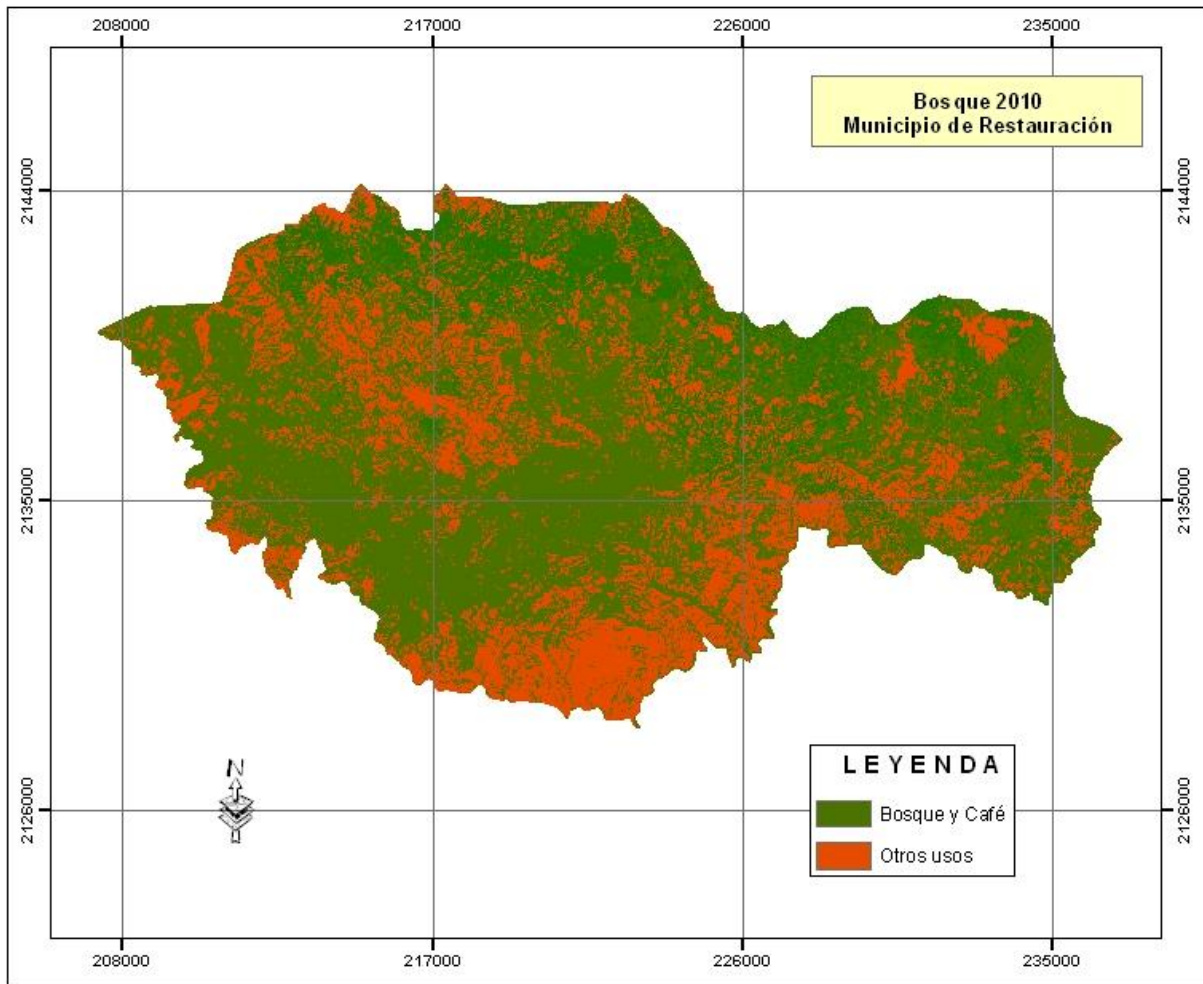 208000 217000 226000 235000
Bosque 2010
Municipio de Restauración
2144000 2144000
2135000 2135000
N
LEYENDA
2126000 2126000
Bosque y Café
Otros usos
208000 217000 226000 235000